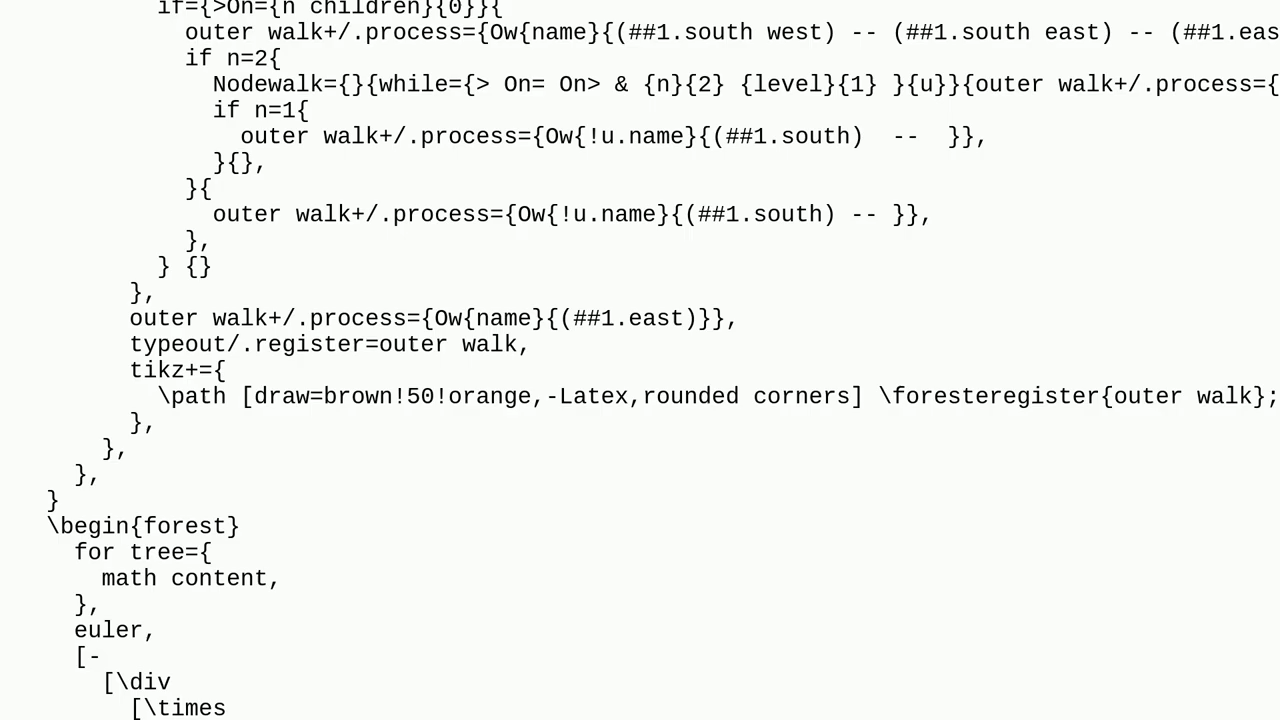 if={>On={n children}{0}}{
outer walk+/.process={Ow{name}{(##1.south west) -- (##1.south east) -- (##1.eas
if n=2{
Nodewalk={}{while={> On= On> & {n}{2} {level}{1} }{u}}{outer walk+/.process={
if n=1{
outer walk+/.process={Ow{!u.name}{(##1.south)  --  }},
}{},
}{
outer walk+/.process={Ow{!u.name}{(##1.south) -- }},
},
} {}
},
outer walk+/.process={Ow{name}{(##1.east)}},
typeout/.register=outer walk,
tikz+={
\path [draw=brown!50!orange,-Latex,rounded corners] \foresteregister{outer walk};
},
},
},
}
\begin{forest}
for tree={
math content,
},
euler,
[-
[\div
[\times